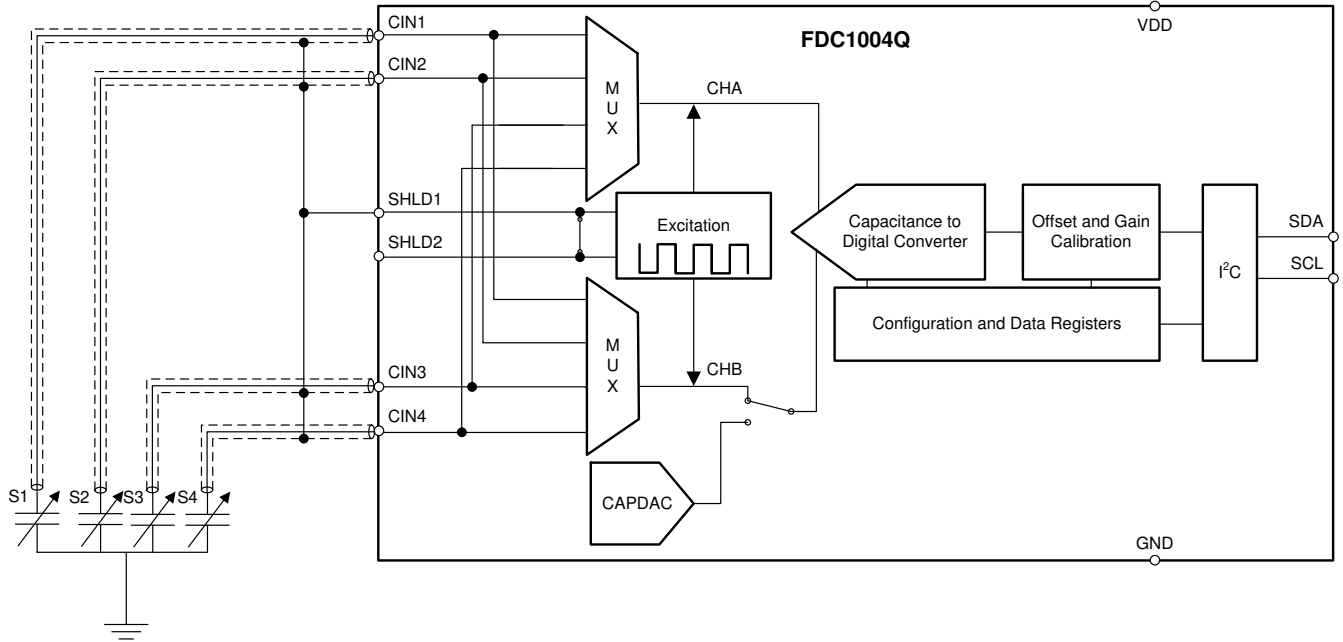 CIN1
CIN2
SHLD1
SHLD2
CIN3
CIN4
S1
S2
S3
S4
FDC1004Q
VDD
M
U
X
CHA
Excitation
M
U
X
CHB
CAPDAC
Capacitance to
Digital Converter
Offset and Gain
Calibration
Configuration and Data Registers
I²C
SDA
SCL
GND